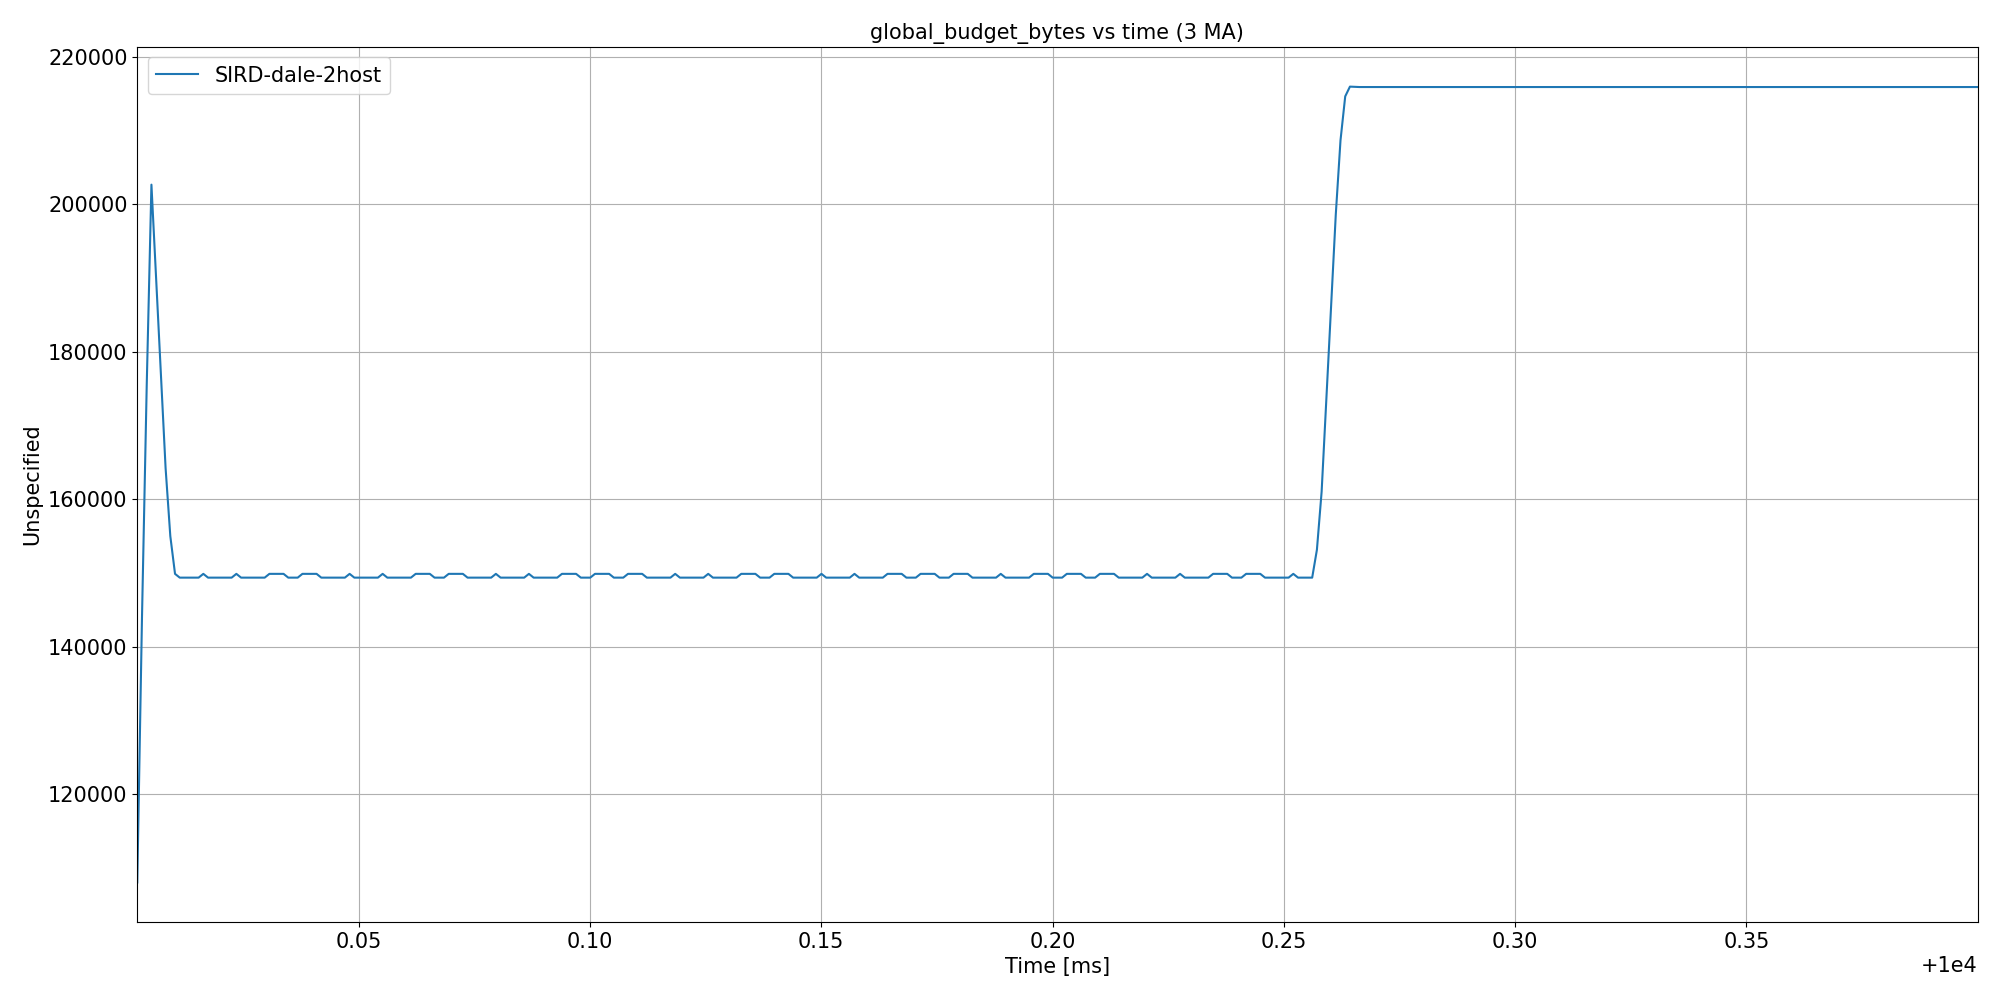 global_budget_bytes vs time (3 MA)
SIRD-dale-2host
Unspecified
220000
200000
180000
160000
140000
120000
0.05 0.10 0.15 0.20 0.25 0.30 0.35
Time [ms]
+1e4